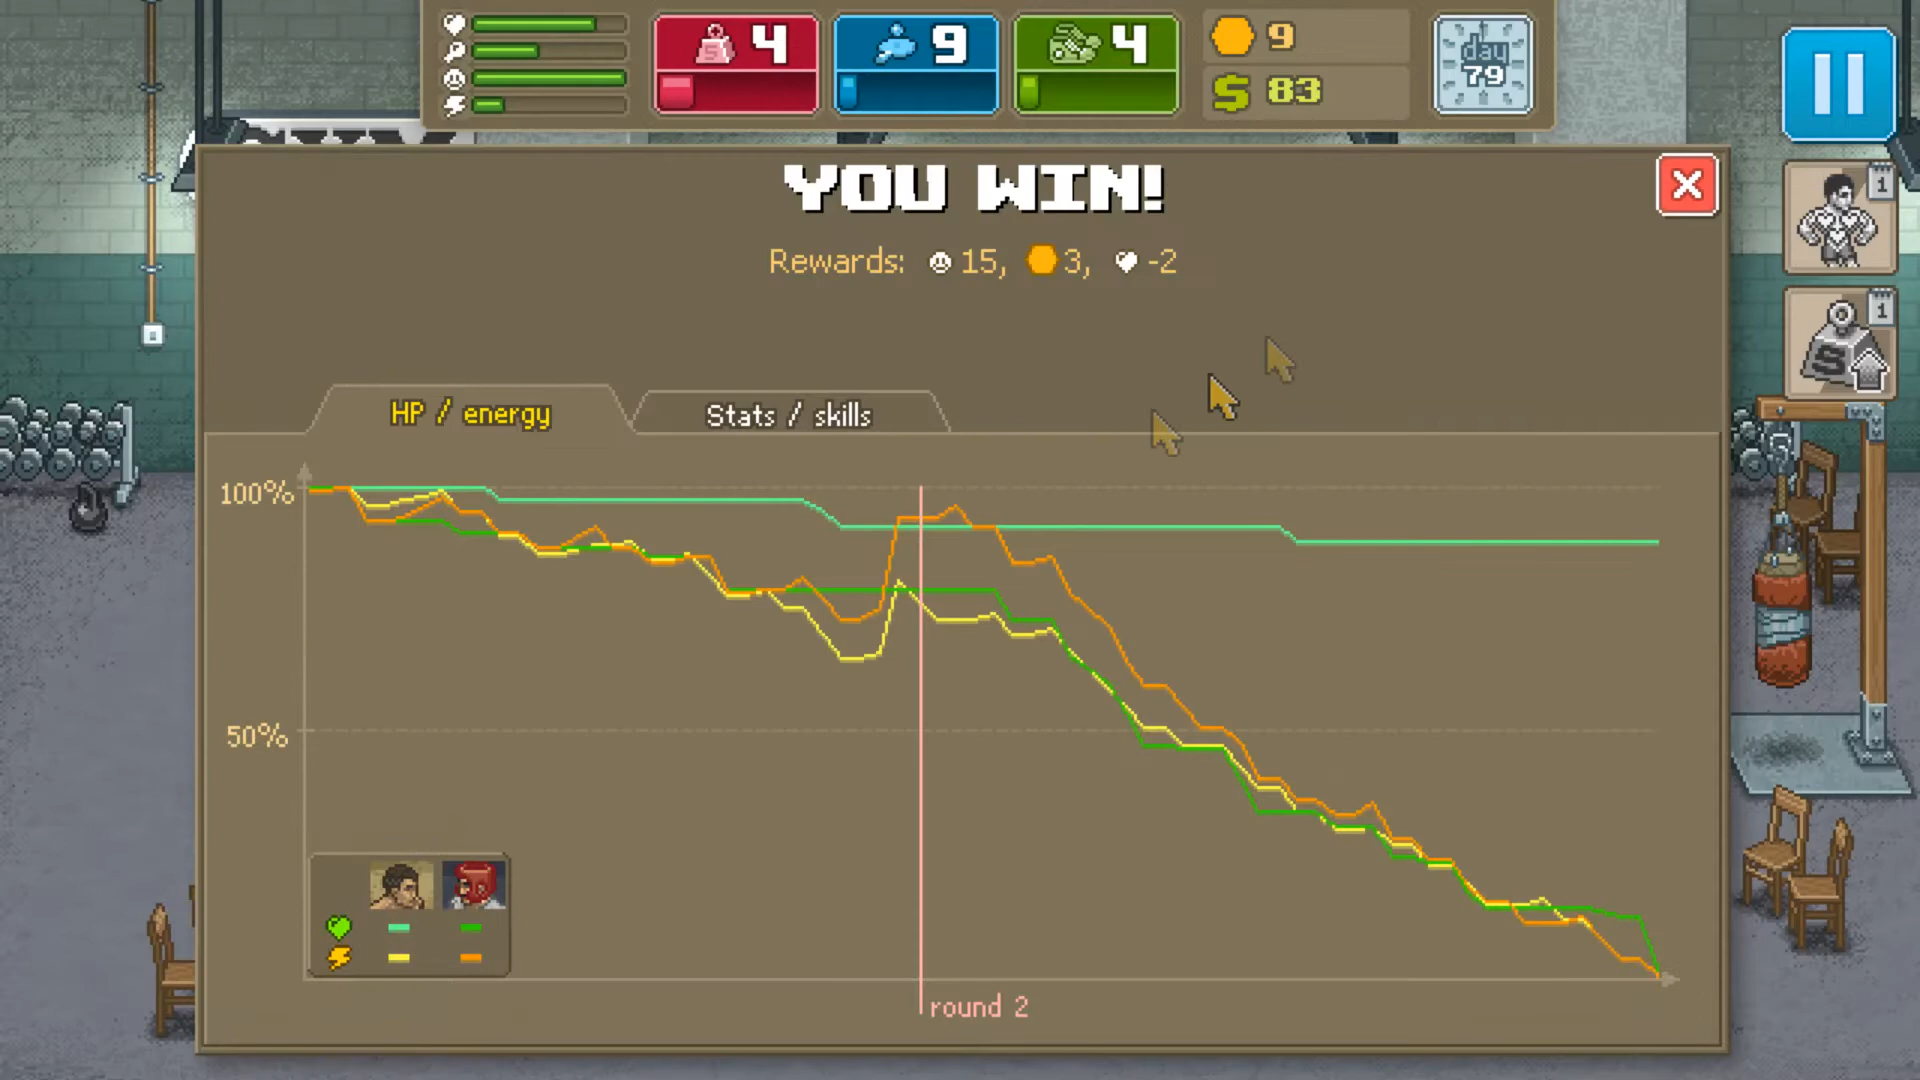 4
9
4
9
83
day
79
YOU WIN!
Rewards: 15, 3, -2
1
S
1
HP / energy
Stats / skills
100%
50%
round 2